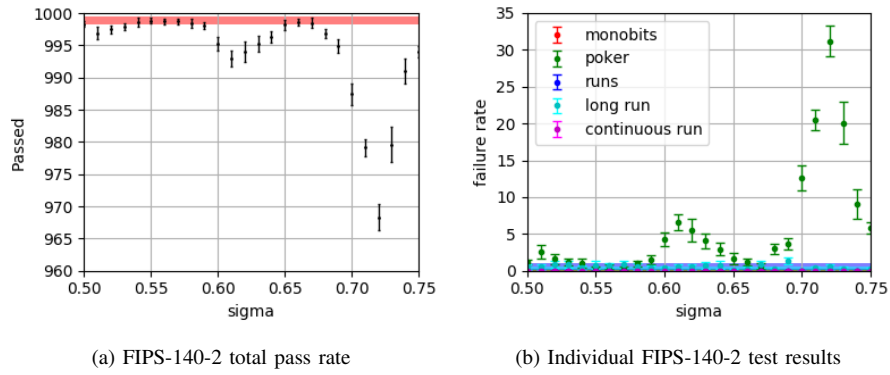 1000
995
990
985
980
975
970
965
960
Passed
0.50 0.55 0.60 0.65 0.70 0.75
sigma
(a) FIPS-140-2 total pass rate
35
30
25
20
15
10
5
0
failure rate
monobits
poker
runs
long run
continuous run
0.50 0.55 0.60 0.65 0.70 0.75
sigma
(b) Individual FIPS-140-2 test results